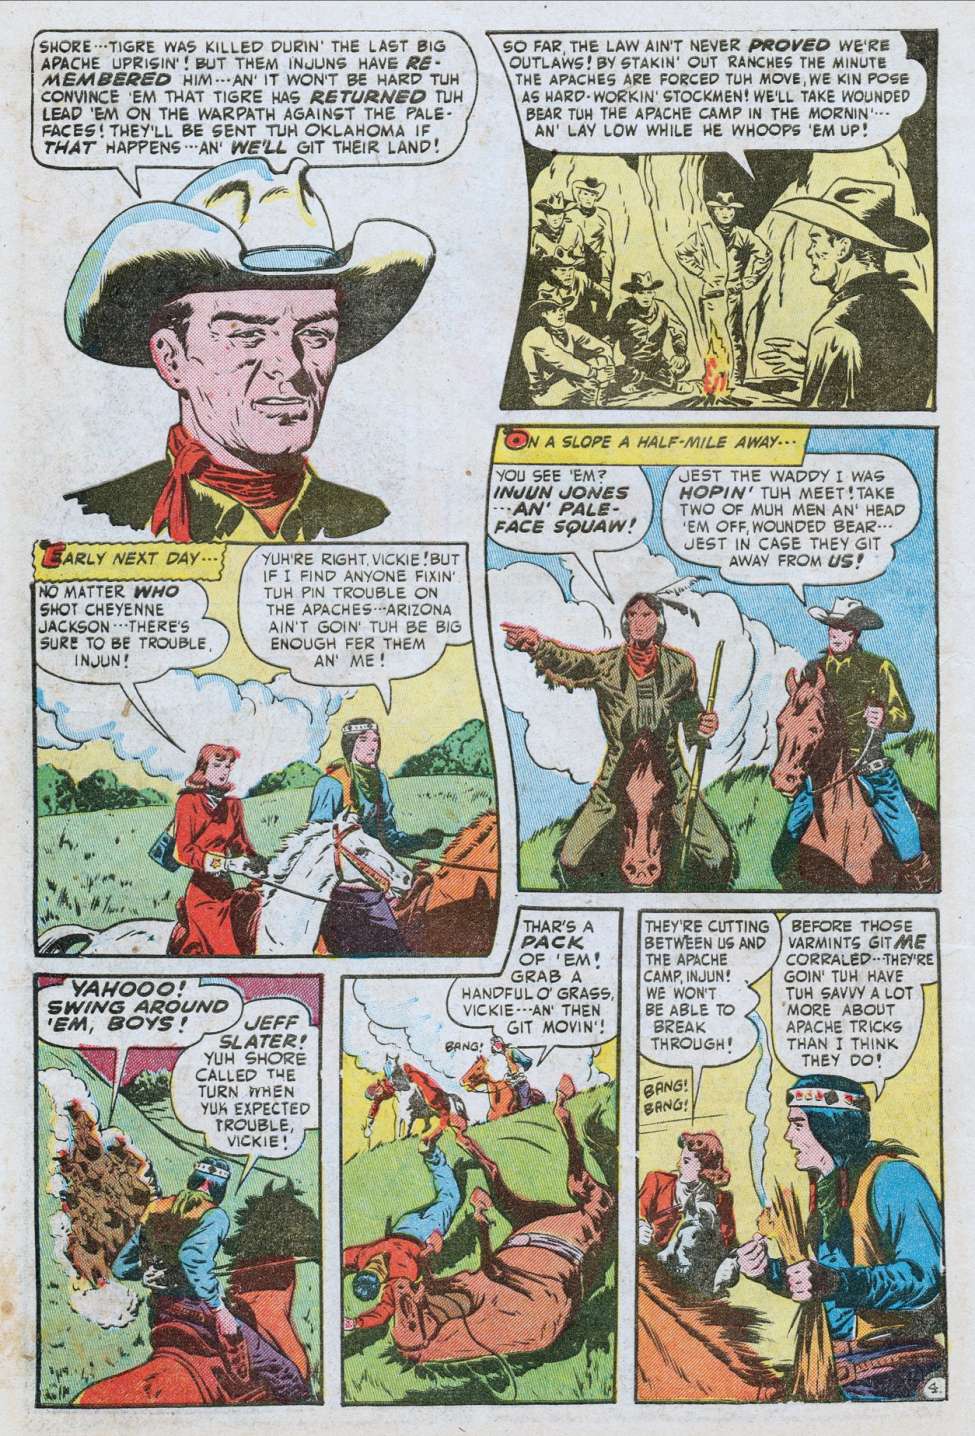 SHORE---TIGRE WAS KILLED DURIN' THE LAST BIG
APACHE UPRISIN'! BUT THEM INJUNS HAVE RE-
MEMBERED HIM---AN' IT WON'T BE HARD TUH
CONVINCE 'EM THAT TIGRE HAS RETURNED TUH
LEAD 'EM ON THE WARPATH AGAINST THE PALE-
FACES! THEY'LL BE SENT TUH OKLAHOMA IF
THAT HAPPENS---AN' WE'LL GIT THEIR LAND!
SO FAR, THE LAW AIN'T NEVER PROVED WE'RE
OUTLAWS! BY STAKIN' OUT RANCHES THE MINUTE
THE APACHES ARE FORCED TUH MOVE, WE KIN POSE
AS HARD-WORKIN' STOCKMEN! WE'LL TAKE WOUNDED
BEAR TUH THE APACHE CAMP IN THE MORNIN'---
AN' LAY LOW WHILE HE WHOOPS 'EM UP!
EARLY NEXT DAY---
NO MATTER WHO
SHOT CHEYENNE
JACKSON---THERE'S
SURE TO BE TROUBLE,
INJUN!
YUH'RE RIGHT, VICKIE! BUT
IF I FIND ANYONE FIXIN'
TUH PIN TROUBLE ON
THE APACHES---ARIZONA
AIN'T GOIN' TUH BE BIG
ENOUGH FER THEM
AN' ME!
ON A SLOPE A HALF-MILE AWAY---
YOU SEE 'EM?
INJUN JONES
---AN' PALE-
FACE SQUAW!
JEST THE WADDY I WAS
HOPIN' TUH MEET! TAKE
TWO OF MUH MEN AN' HEAD
'EM OFF, WOUNDED BEAR---
JEST IN CASE THEY GIT
AWAY FROM US!
YAHOOO!
SWING AROUND
'EM, BOYS!
JEFF
SLATER!
YUH SHORE
CALLED THE
TURN WHEN
YUH EXPECTED
TROUBLE,
VICKIE!
THAR'S A
PACK
OF 'EM!
GRAB A
HANDFUL O' GRASS,
VICKIE---AN' THEN
GIT MOVIN'!
BANG!
THEY'RE CUTTING
BETWEEN US AND
THE APACHE
CAMP, INJUN!
WE WON'T
BE ABLE TO
BREAK
THROUGH!
BEFORE THOSE
VARMINTS GIT ME
CORRALED---THEY'RE
GOIN' TUH HAVE
TUH SAVVY A LOT
MORE ABOUT
APACHE TRICKS
THAN I THINK
THEY DO!
BANG!
BANG!
4.